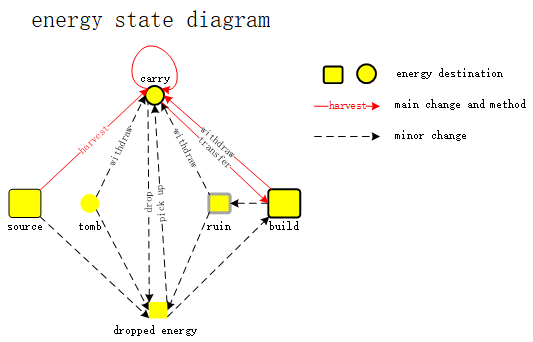 energy state diagram
carry
energy destination
harvest
main change and method
minor change
harvest
withdraw
drop
pick up
withdraw
withdraw
transfer
source
tomb
ruin
build
dropped energy